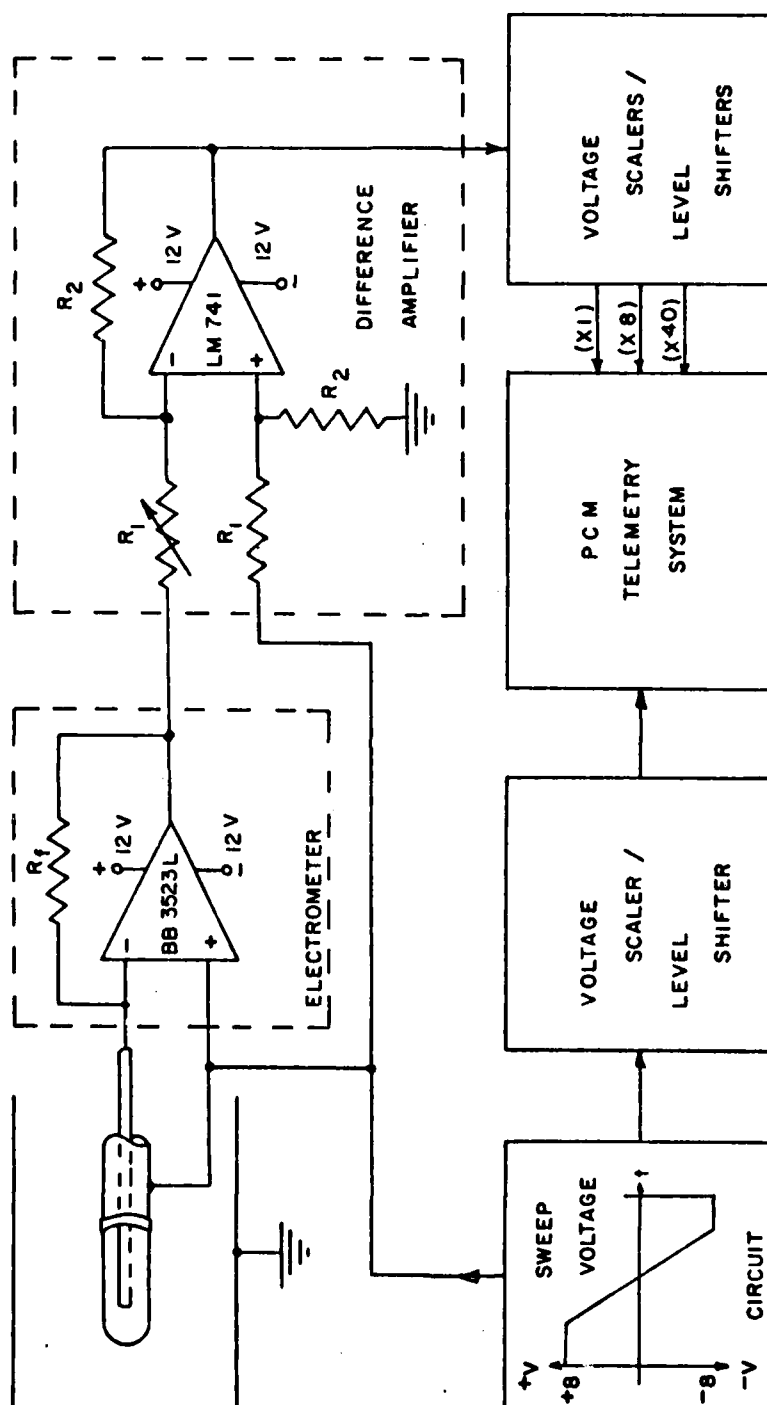 Rf
+
12 V
-
BB 3523L
+
12 V
-
ELECTROMETER
R1
R1
R2
+
12 V
-
LM 741
+
12 V
-
R2
DIFFERENCE
AMPLIFIER
+V
+8
-8
-V
t
SWEEP
VOLTAGE
CIRCUIT
VOLTAGE
SCALER /
LEVEL
SHIFTER
PCM
TELEMETRY
SYSTEM
(X1)
(X8)
(X40)
VOLTAGE
SCALERS/
LEVEL
SHIFTERS